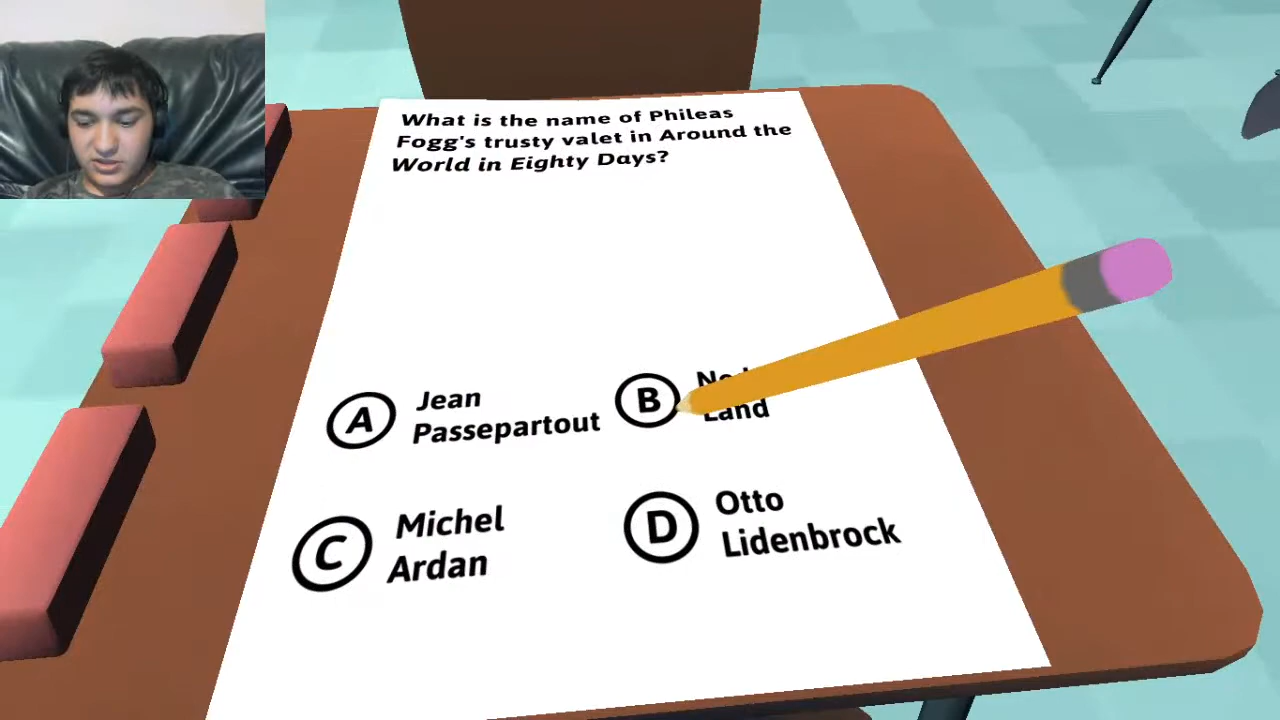 What is the name of Phileas
Fogg's trusty valet in Around the
World in Eighty Days?
A
Jean
Passepartout
B
Land
C
Michel
Ardan
D
Otto
Lidenbrock